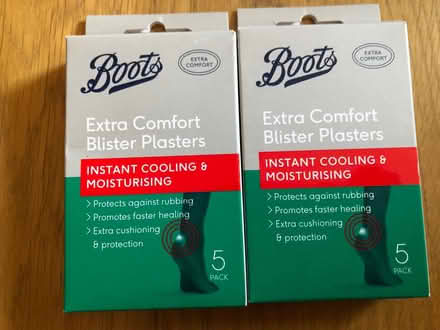 Boots
EXTRA
COMFORT
Extra Comfort
Blister Plasters
INSTANT COOLING &
MOISTURISING
> Protects against rubbing
> Promotes faster healing
> Extra cushioning
& protection
5
PACK
Boots
EXTRA
COMFORT
Extra Comfort
Blister Plasters
INSTANT COOLING &
MOISTURISING
> Protects against rubbing
> Promotes faster healing
> Extra cushioning
& protection
5
PACK